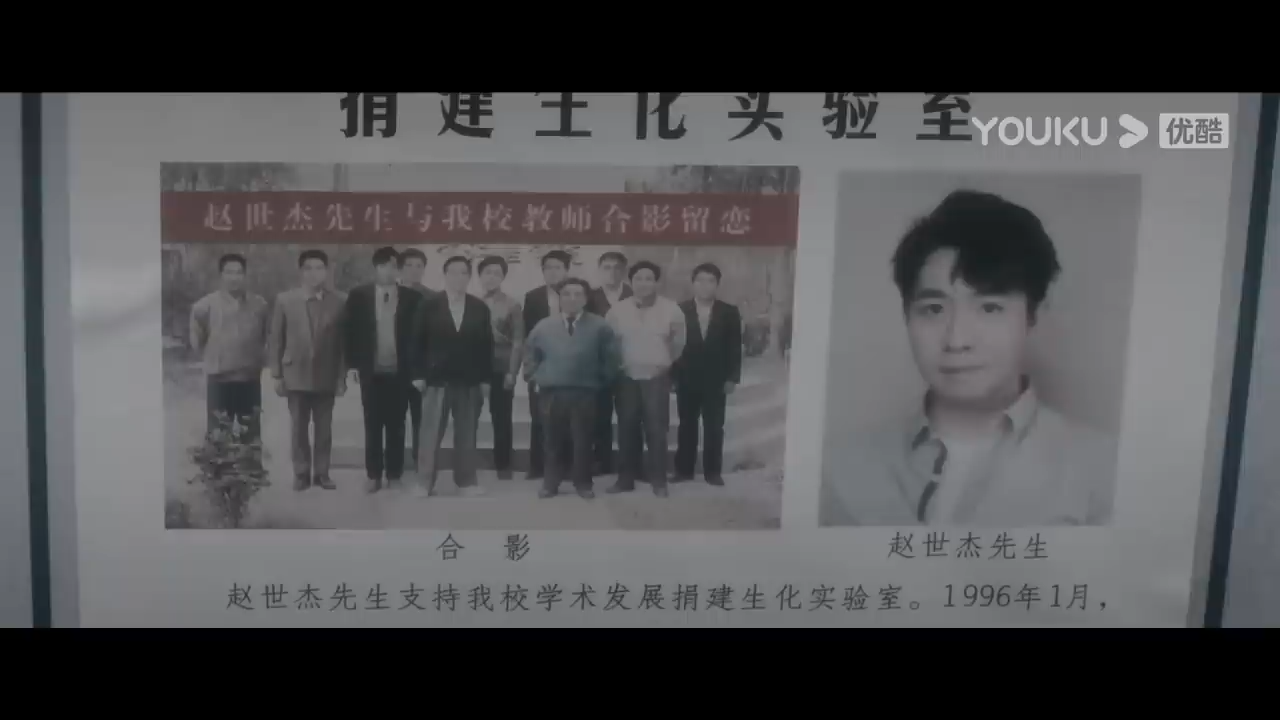 捐建生化实验室
YOUKU 优酷
赵世杰先生与我校教师合影留恋
合影
赵世杰先生
赵世杰先生支持我校学术发展捐建生化实验室。1996年1月，